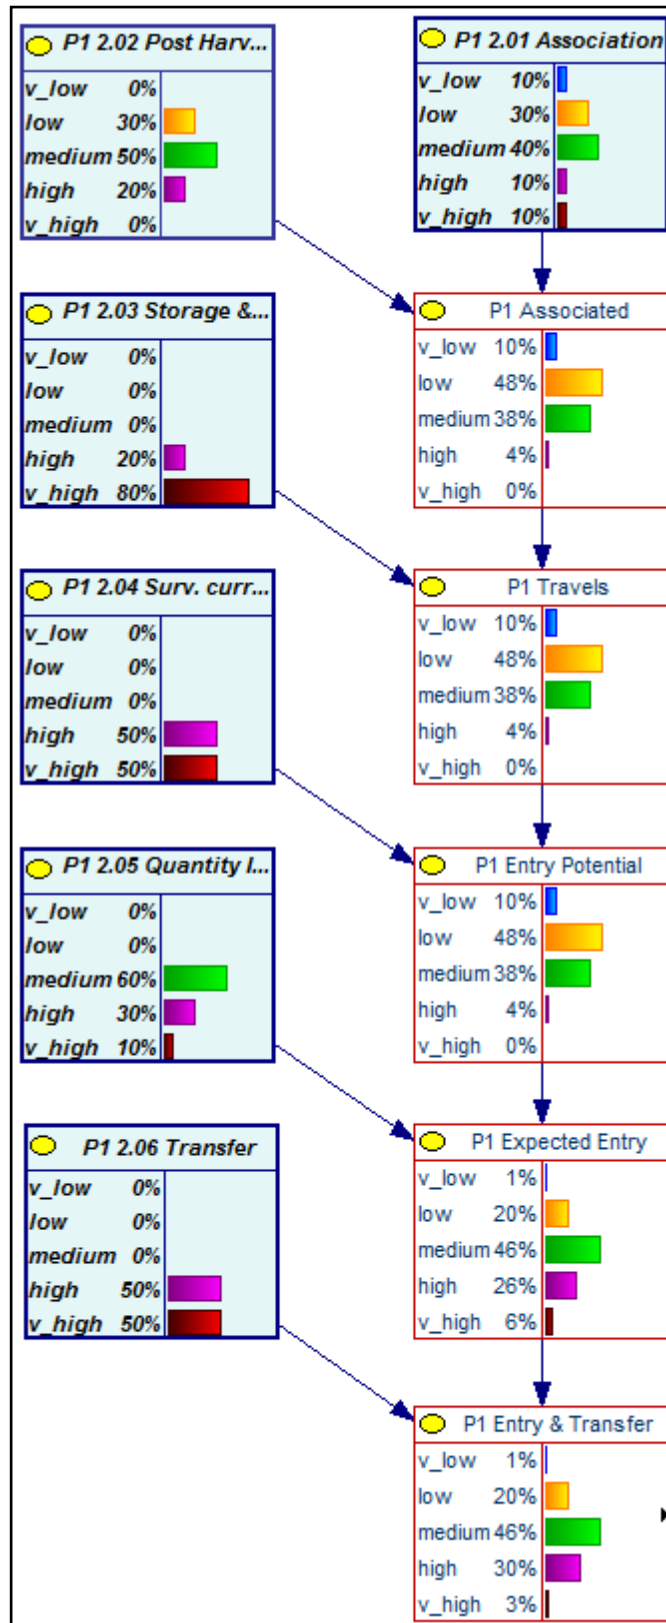 P1 2.02 Post Harv...
v_low 0%
low 30%
medium 50%
high 20%
v_high 0%
P1 2.01 Association
v_low 10%
low 30%
medium 40%
high 10%
v_high 10%
P1 2.03 Storage &...
v_low 0%
low 0%
medium 0%
high 20%
v_high 80%
P1 Associated
v_low 10%
low 48%
medium 38%
high 4%
v_high 0%
P1 2.04 Surv. curr...
v_low 0%
low 0%
medium 0%
high 50%
v_high 50%
P1 Travels
v_low 10%
low 48%
medium 38%
high 4%
v_high 0%
P1 2.05 Quantity I...
v_low 0%
low 0%
medium 60%
high 30%
v_high 10%
P1 Entry Potential
v_low 10%
low 48%
medium 38%
high 4%
v_high 0%
P1 2.06 Transfer
v_low 0%
low 0%
medium 0%
high 50%
v_high 50%
P1 Expected Entry
v_low 1%
low 20%
medium 46%
high 26%
v_high 6%
P1 Entry & Transfer
v_low 1%
low 20%
medium 46%
high 30%
v_high 3%